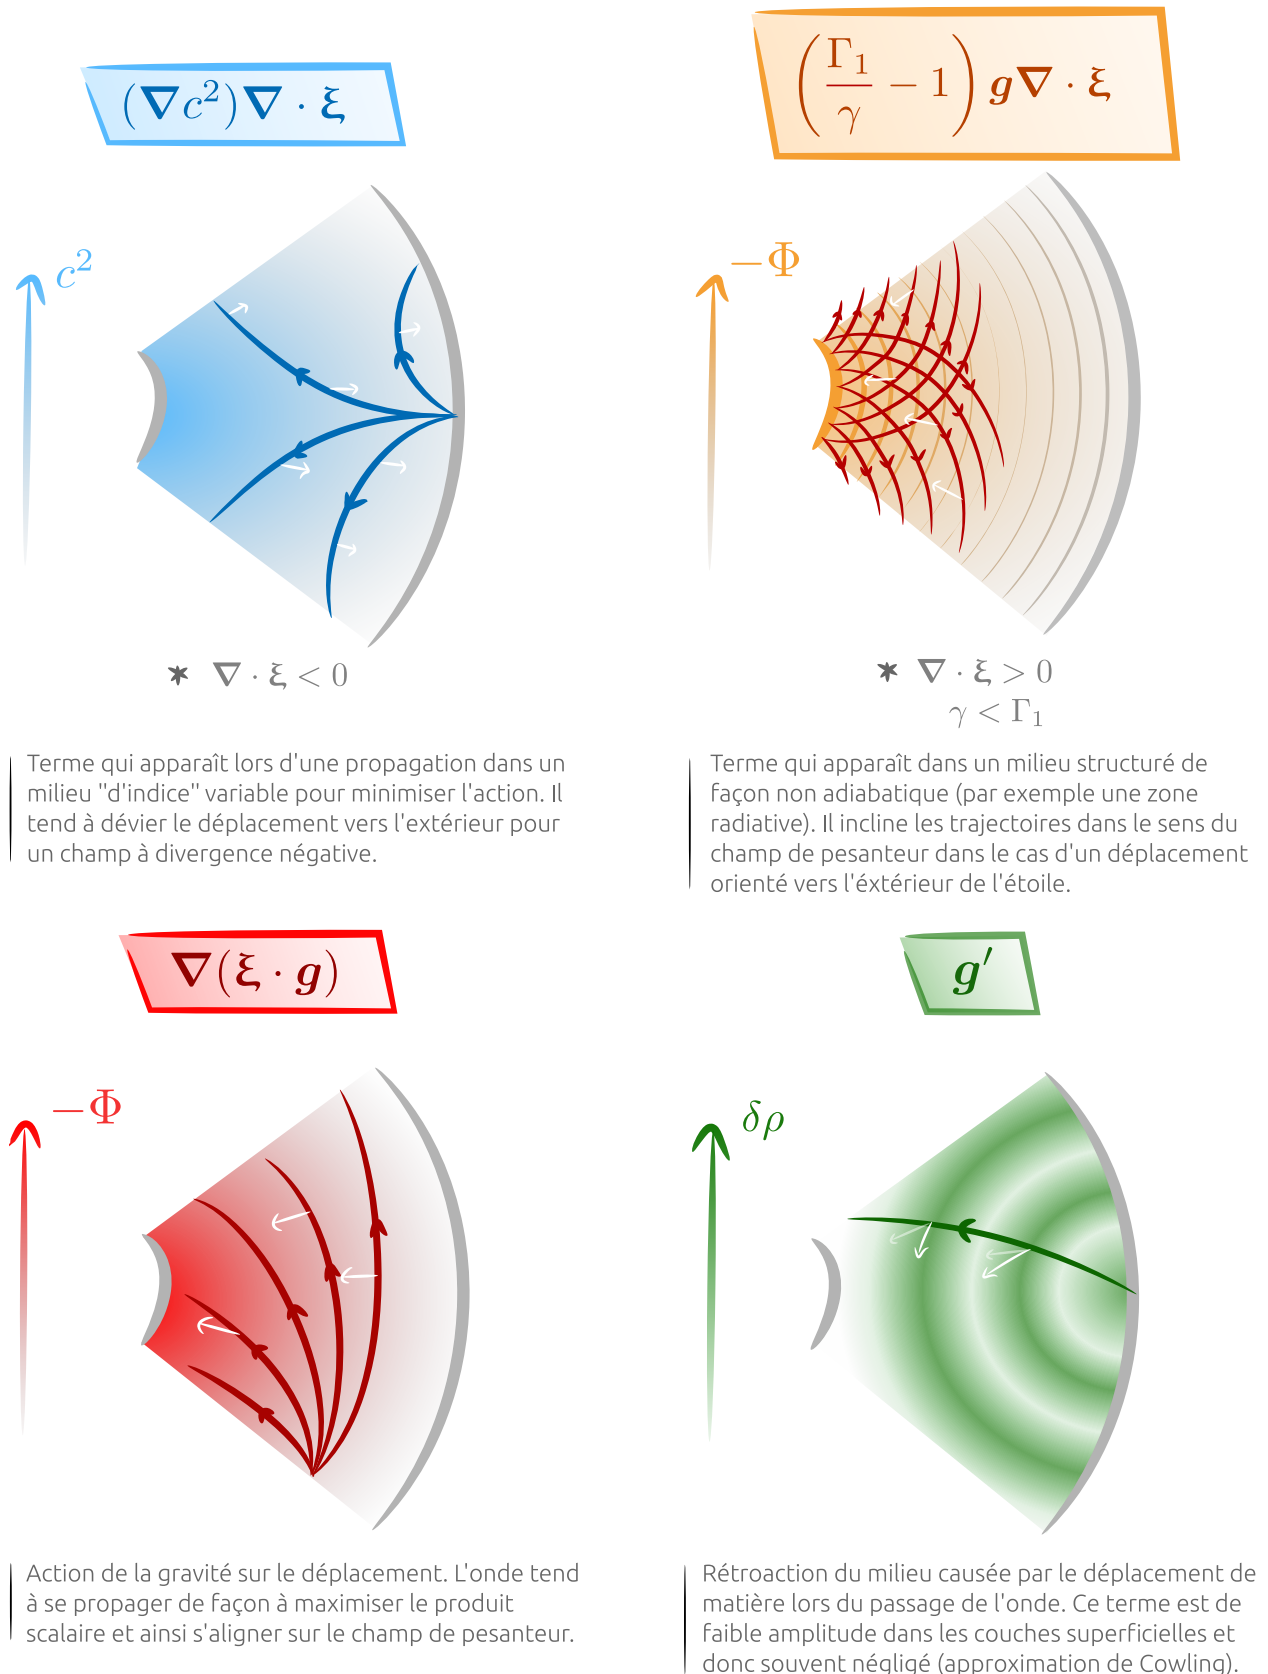 (∇c²)∇ · ξ
(Γ₁/γ − 1) g∇ · ξ
c²
−Φ
✶ ∇ · ξ < 0
✶ ∇ · ξ > 0
γ < Γ₁
Terme qui apparaît lors d'une propagation dans un
milieu "d'indice" variable pour minimiser l'action. Il
tend à dévier le déplacement vers l'extérieur pour
un champ à divergence négative.
Terme qui apparaît dans un milieu structuré de
façon non adiabatique (par exemple une zone
radiative). Il incline les trajectoires dans le sens du
champ de pesanteur dans le cas d'un déplacement
orienté vers l'éxtérieur de l'étoile.
∇(ξ · g)
g′
−Φ
δρ
Action de la gravité sur le déplacement. L'onde tend
à se propager de façon à maximiser le produit
scalaire et ainsi s'aligner sur le champ de pesanteur.
Rétroaction du milieu causée par le déplacement de
matière lors du passage de l'onde. Ce terme est de
faible amplitude dans les couches superficielles et
donc souvent négligé (approximation de Cowling).